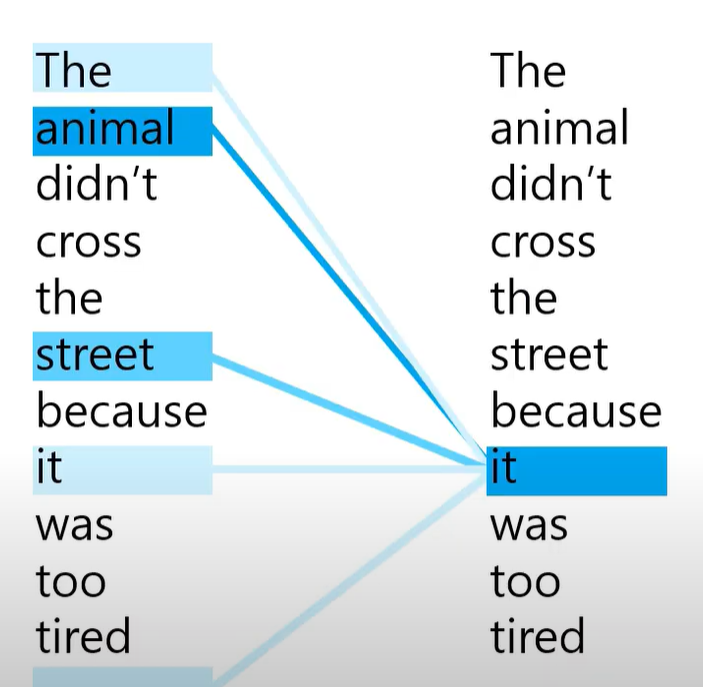 The
animal
didn’t
cross
the
street
because
it
was
too
tired
The
animal
didn’t
cross
the
street
because
it
was
too
tired